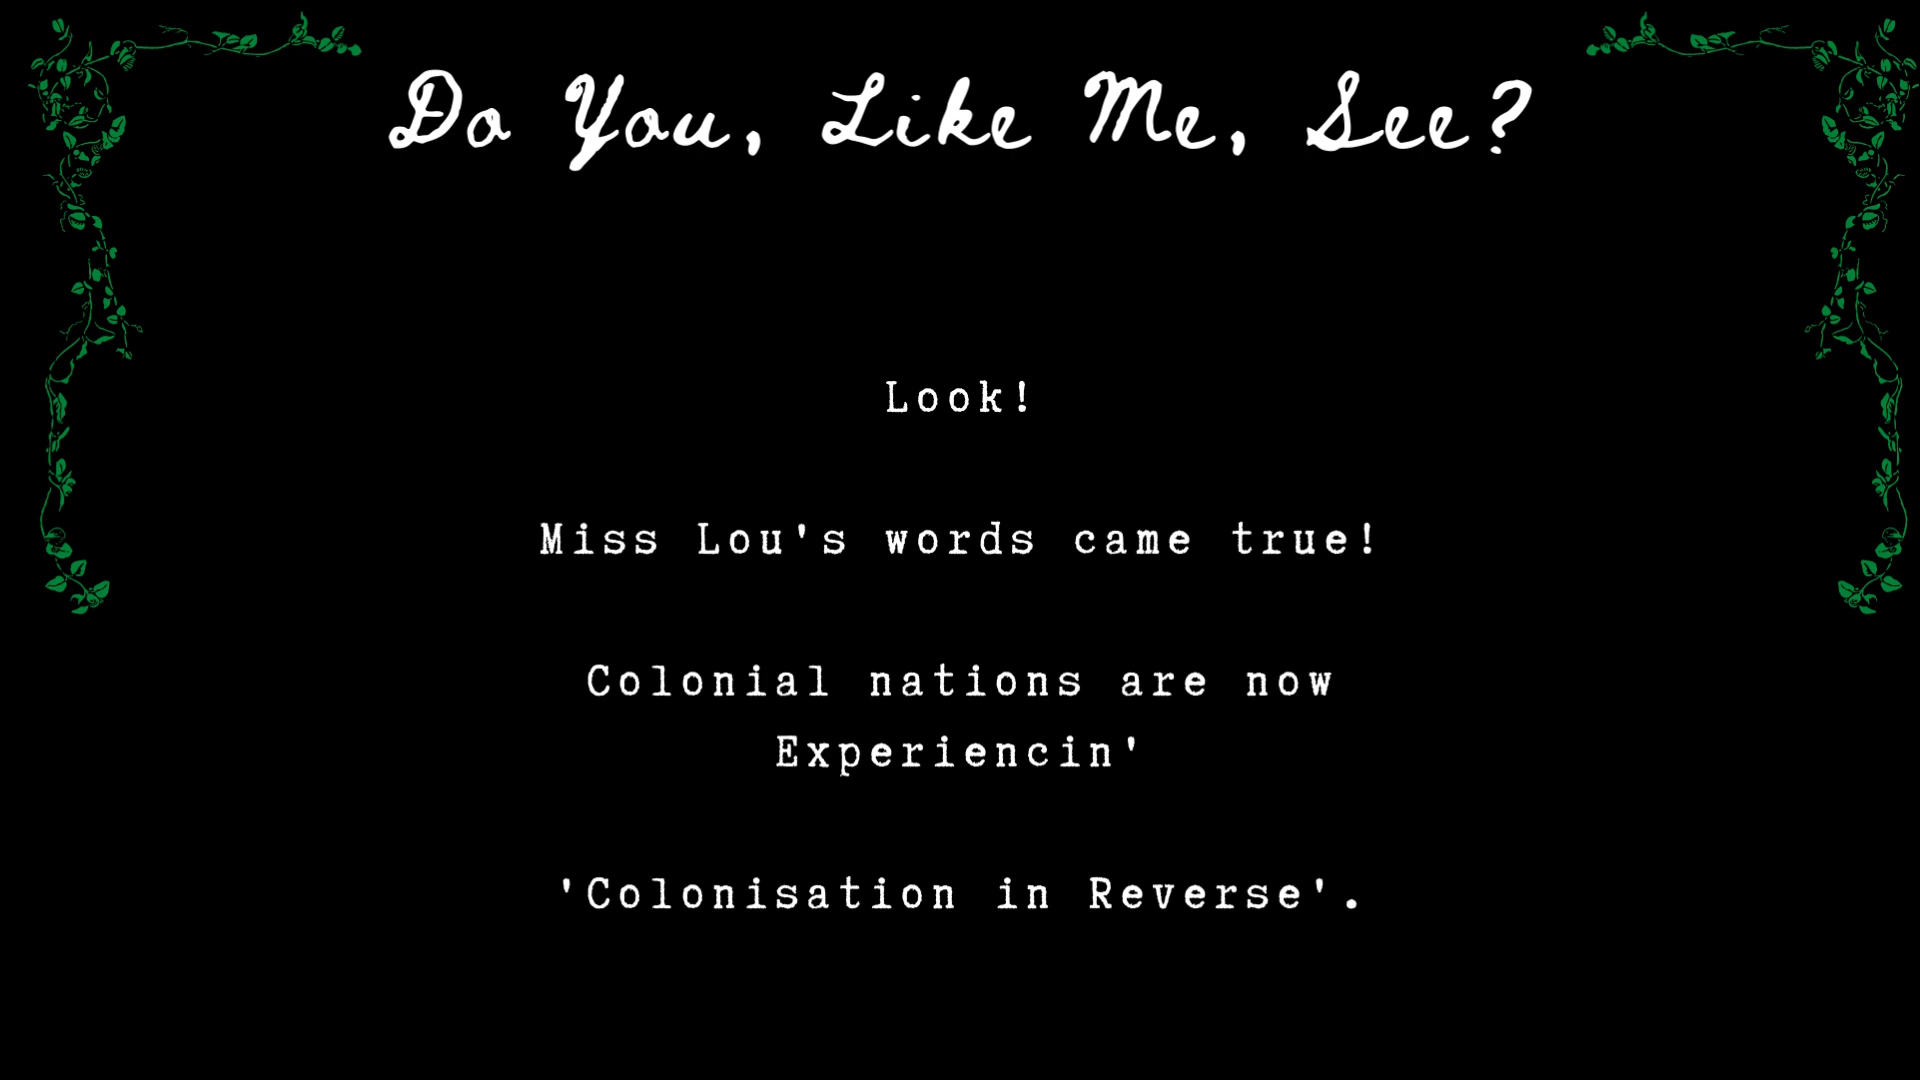 Do You, Like Me, See?
Look!
Miss Lou's words came true!
Colonial nations are now
Experiencin'
'Colonisation in Reverse'.